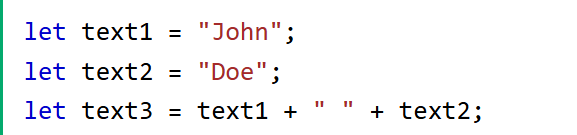 let text1 = "John";
let text2 = "Doe";
let text3 = text1 + " " + text2;